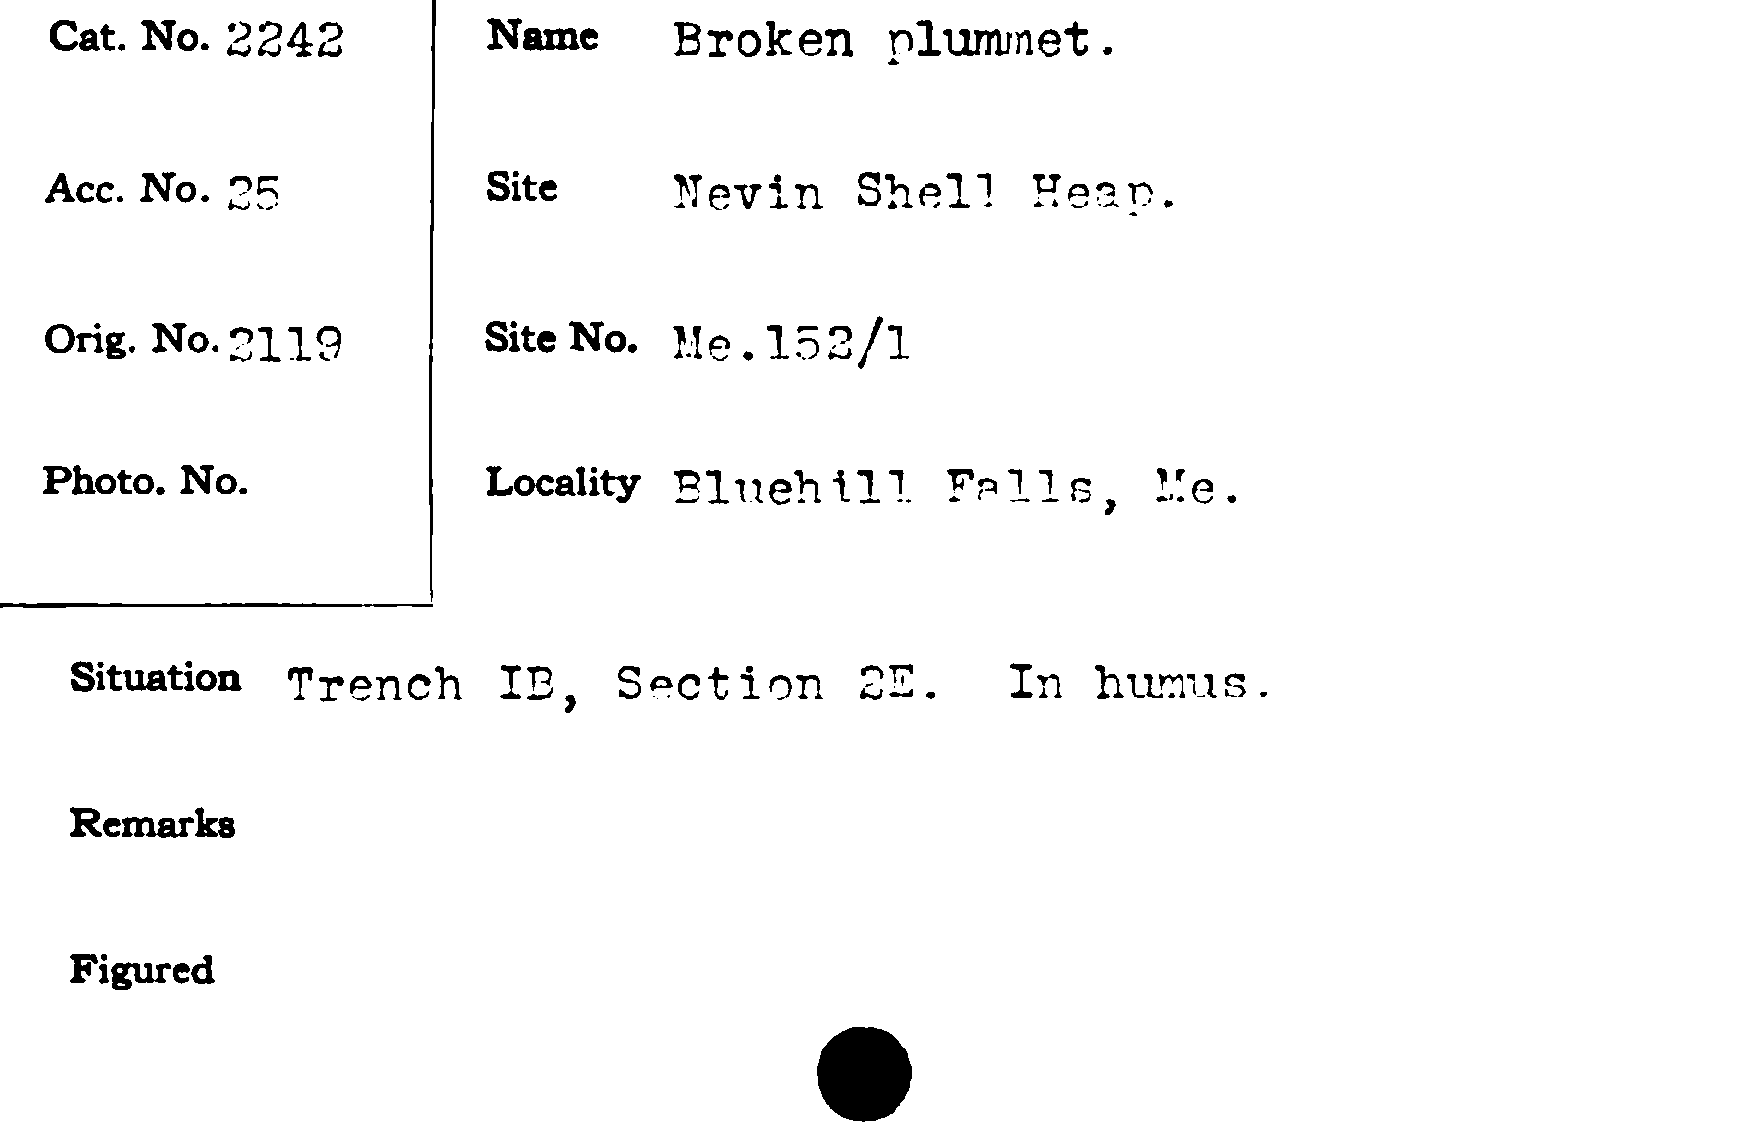 Cat. No. 2242
Name Broken plummet.
Acc. No. 25
Site Nevin Shell Heap.
Orig. No. 2119
Site No. Me.152/1
Photo. No.
Locality Bluehill Falls, Me.
Situation Trench IB, Section 2E. In humus.
Remarks
Figured